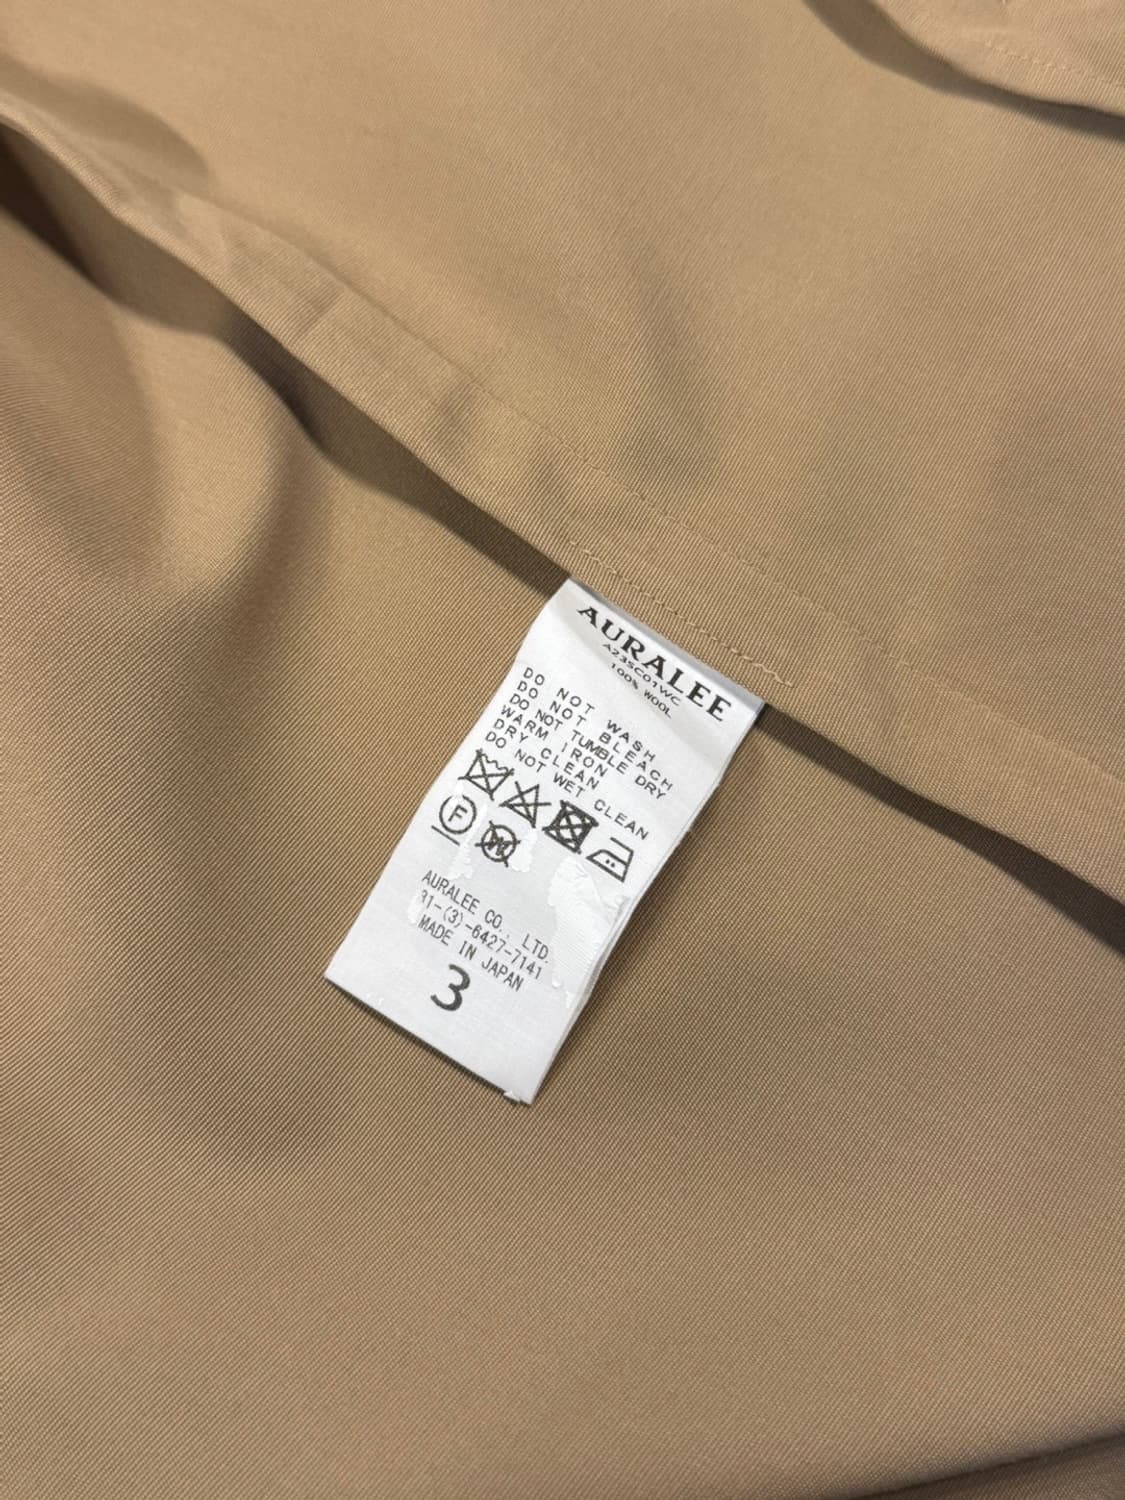 AURALEE
A23SC01WC
100% WOOL
DO NOT WASH
DO NOT BLEACH
DO NOT TUMBLE DRY
WARM IRON
DRY CLEAN
DO NOT WET CLEAN
F W
AURALEE CO., LTD.
81-(3)-6427-7141
MADE IN JAPAN
3